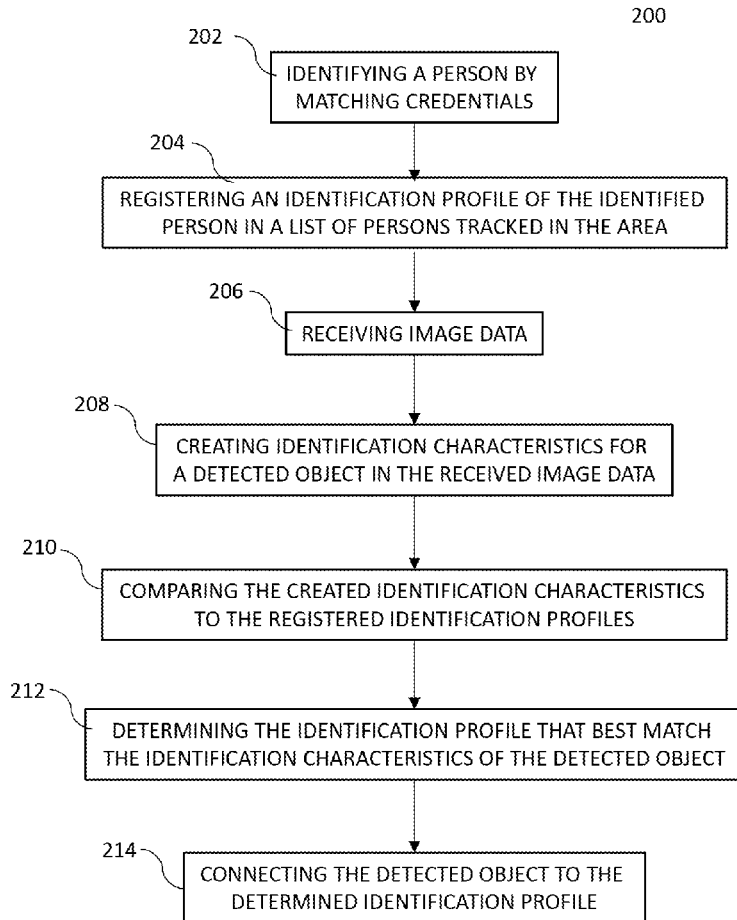 200
202
IDENTIFYING A PERSON BY
MATCHING CREDENTIALS
204
REGISTERING AN IDENTIFICATION PROFILE OF THE IDENTIFIED
PERSON IN A LIST OF PERSONS TRACKED IN THE AREA
206
RECEIVING IMAGE DATA
208
CREATING IDENTIFICATION CHARACTERISTICS FOR
A DETECTED OBJECT IN THE RECEIVED IMAGE DATA
210
COMPARING THE CREATED IDENTIFICATION CHARACTERISTICS
TO THE REGISTERED IDENTIFICATION PROFILES
212
DETERMINING THE IDENTIFICATION PROFILE THAT BEST MATCH
THE IDENTIFICATION CHARACTERISTICS OF THE DETECTED OBJECT
214
CONNECTING THE DETECTED OBJECT TO THE
DETERMINED IDENTIFICATION PROFILE